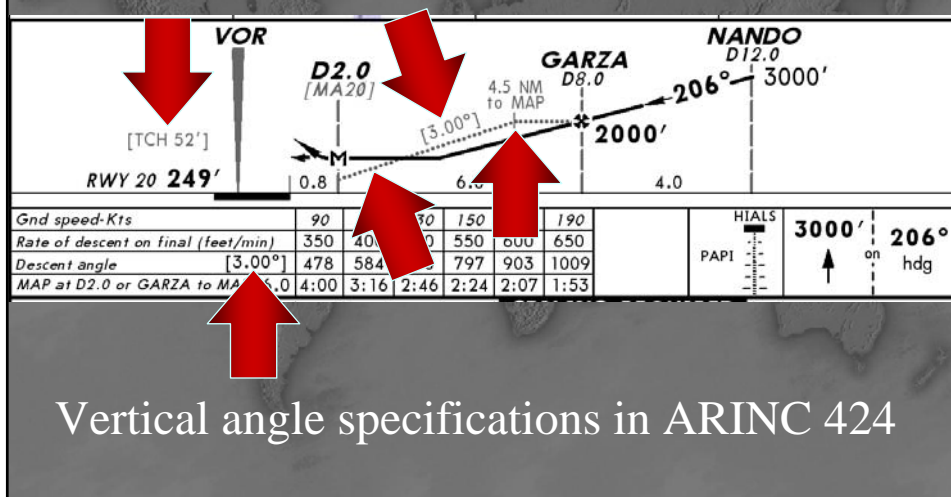 VOR
NANDO
D12.0
GARZA
D8.0
D2.0
[MA20]
4.5 NM
to MAP
206°
3000'
[3.00°]
2000'
[TCH 52']
M
RWY 20 249'
0.8
4.0
Gnd speed-Kts 90 150 190
Rate of descent on final (feet/min) 350 550 600 650
Descent angle [3.00°] 478 584 797 903 1009
MAP at D2.0 or GARZA to 4:00 3:16 2:46 2:24 2:07 1:53
HIALS
PAPI
3000' on 206°
hdg
Vertical angle specifications in ARINC 424